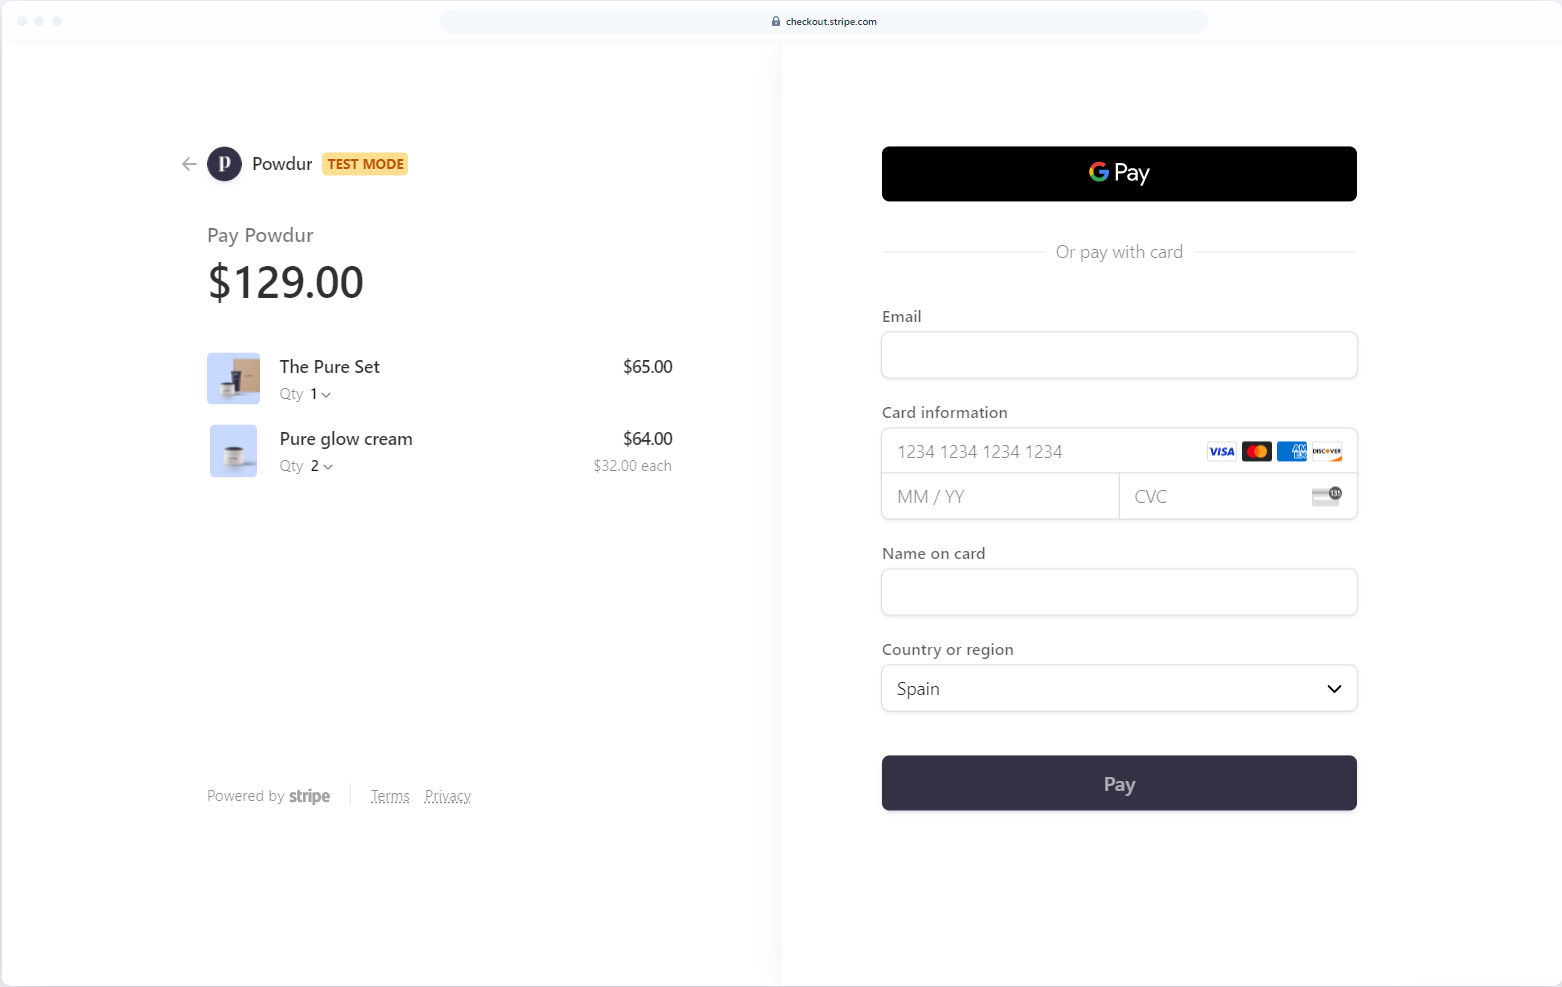 checkout.stripe.com
Powdur TEST MODE
Pay Powdur
$129.00
The Pure Set $65.00
Qty 1
Pure glow cream $64.00
Qty 2 $32.00 each
Powered by stripe Terms Privacy
G Pay
Or pay with card
Email
Card information
1234 1234 1234 1234 VISA AMEX DISCOVER
MM / YY CVC 135
Name on card
Country or region
Spain
Pay